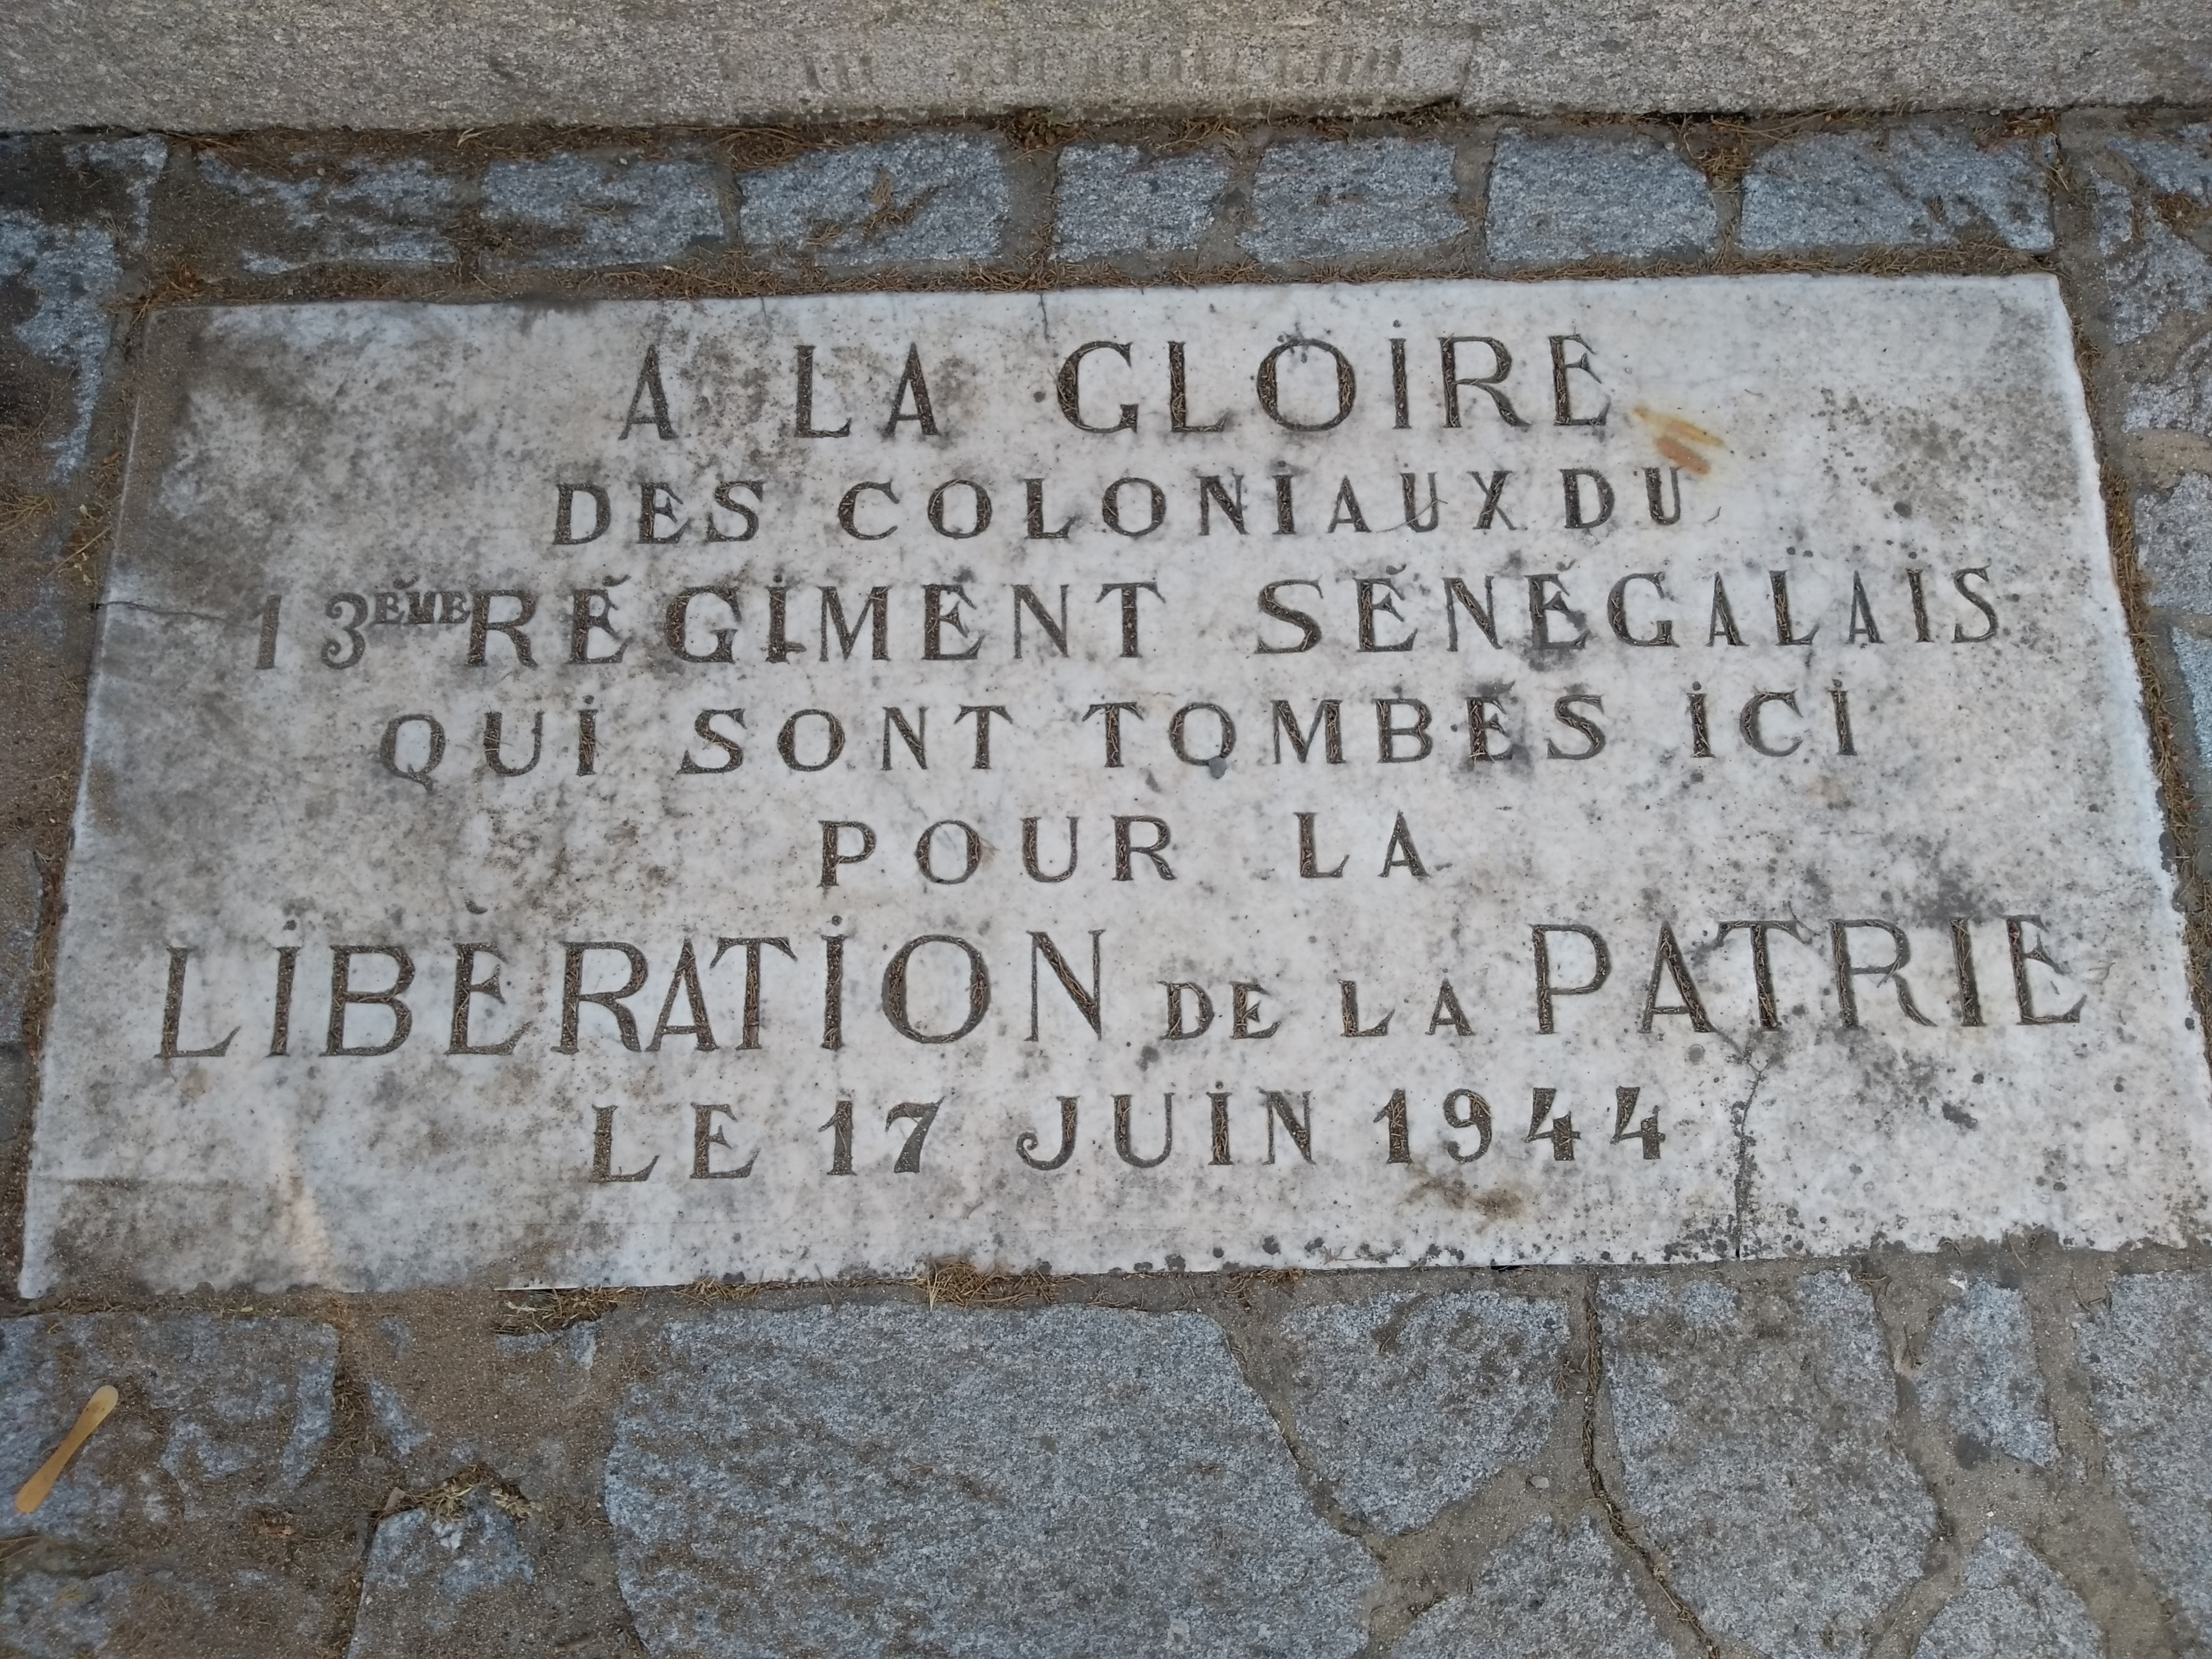 A LA GLOIRE
DES COLONIAUX DU
13ÈME RÉGIMENT SÉNÉGALAIS
QUI SONT TOMBÉS ICI
POUR LA
LIBÈRATION DE LA PATRIE
LE 17 JUIN 1944